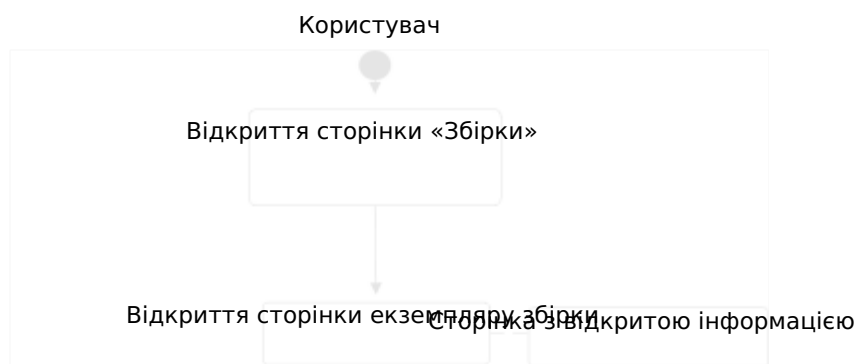 Користувач
Відкриття сторінки «Збірки»
Відкриття сторінки екземпляру збірки
Сторінка з відкритою інформацією